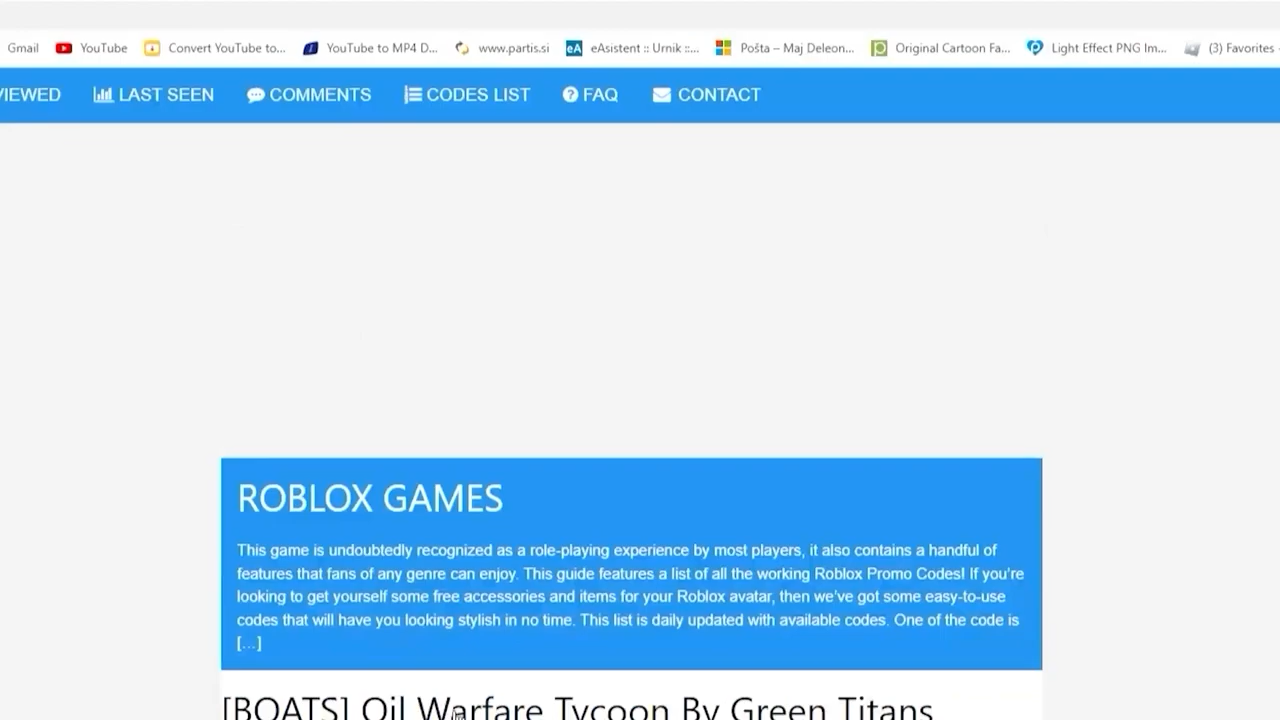 Gmail YouTube Convert YouTube to... YouTube to MP4 D... www.partis.si eA eAsistent :: Urnik ::... Pošta – Maj Deleon... Original Cartoon Fa... Light Effect PNG Im... (3) Favorites
VIEWED LAST SEEN COMMENTS CODES LIST FAQ CONTACT
ROBLOX GAMES
This game is undoubtedly recognized as a role-playing experience by most players, it also contains a handful of
features that fans of any genre can enjoy. This guide features a list of all the working Roblox Promo Codes! If you're
looking to get yourself some free accessories and items for your Roblox avatar, then we've got some easy-to-use
codes that will have you looking stylish in no time. This list is daily updated with available codes. One of the code is
[...]
[BOATS] Oil Warfare Tycoon By Green Titans